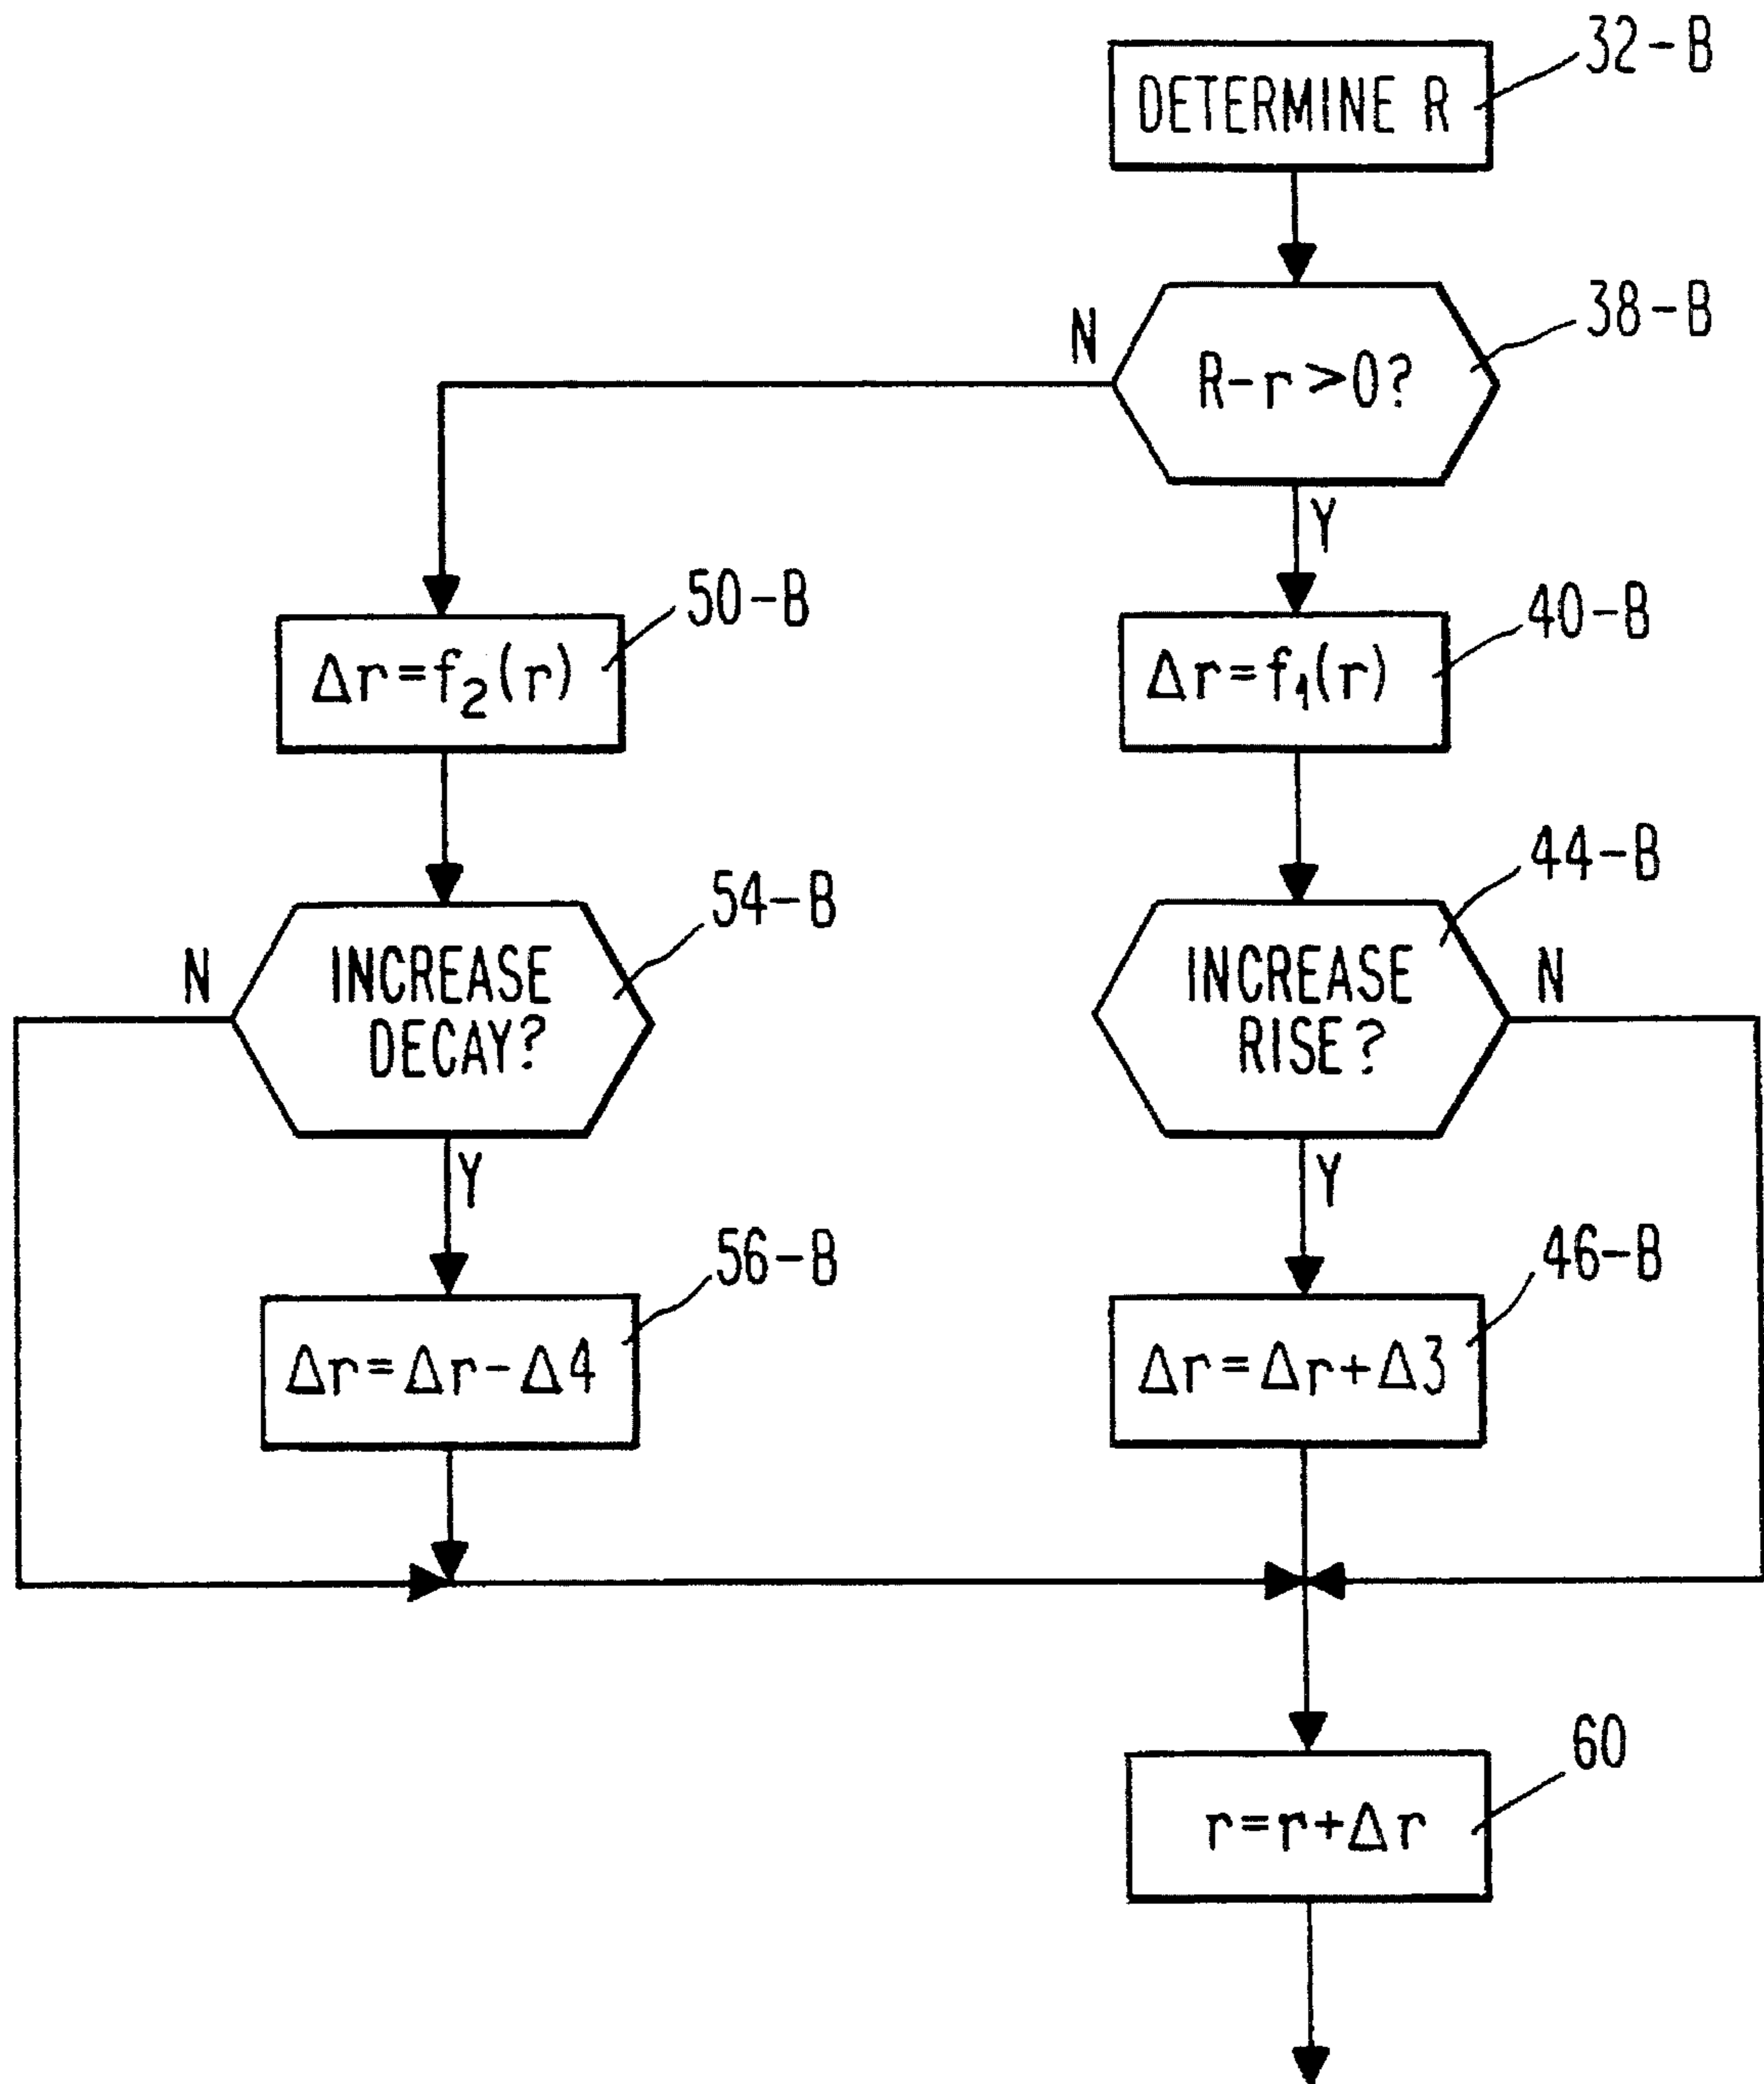 32-B
DETERMINE R
38-B
N
R-r>0?
Y
50-B
40-B
Δr=f₂(r)
Δr=f₁(r)
44-B
54-B
N
INCREASE
DECAY?
INCREASE
RISE?
N
Y
Y
56-B
46-B
Δr=Δr-Δ4
Δr=Δr+Δ3
60
r=r+Δr